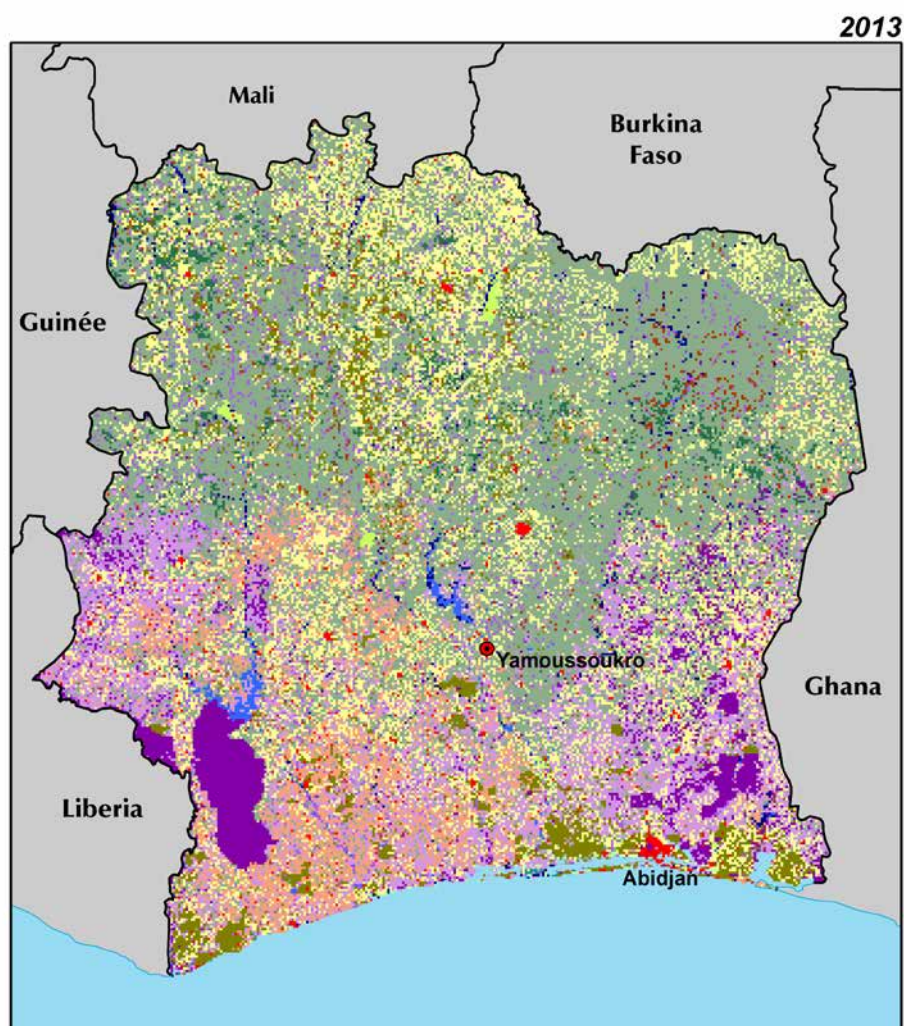 2013
Mali
Burkina
Faso
Guinée
Yamoussoukro
Ghana
Liberia
Abidjan